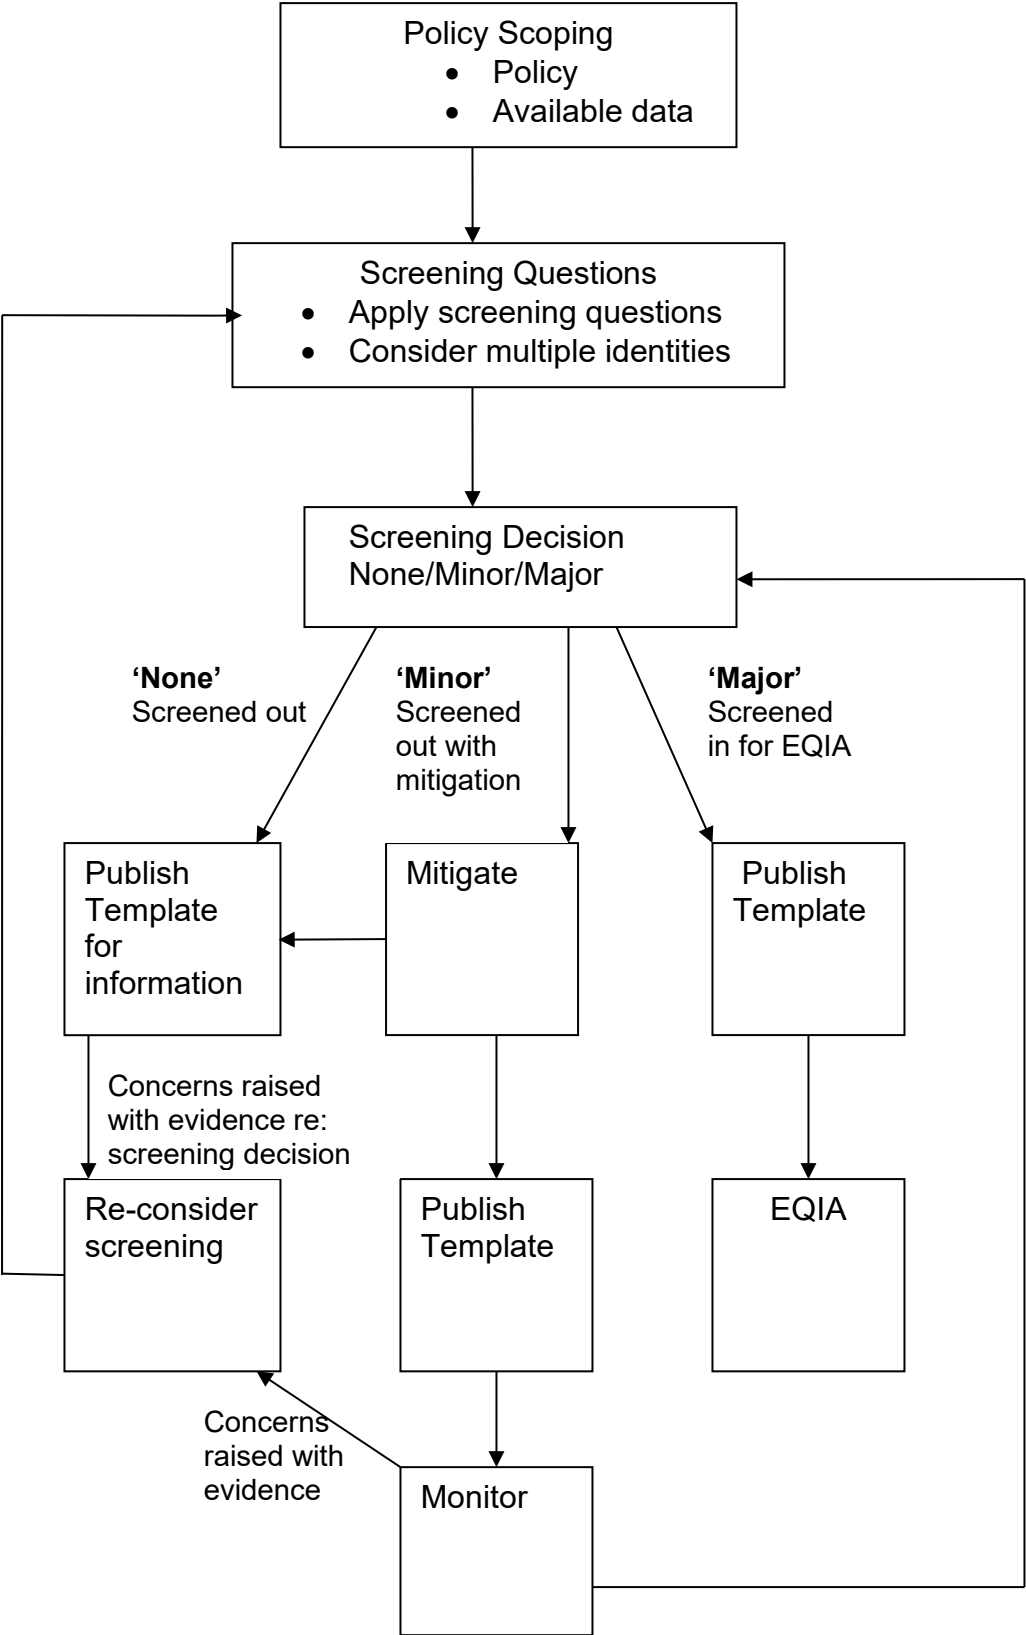 Policy Scoping
• Policy
• Available data
Screening Questions
• Apply screening questions
• Consider multiple identities
Screening Decision
None/Minor/Major
‘None’
Screened out
‘Minor’
Screened
out with
mitigation
‘Major’
Screened
in for EQIA
Publish
Template
for
information
Mitigate
Publish
Template
Concerns raised
with evidence re:
screening decision
Re-consider
screening
Publish
Template
EQIA
Concerns
raised with
evidence
Monitor